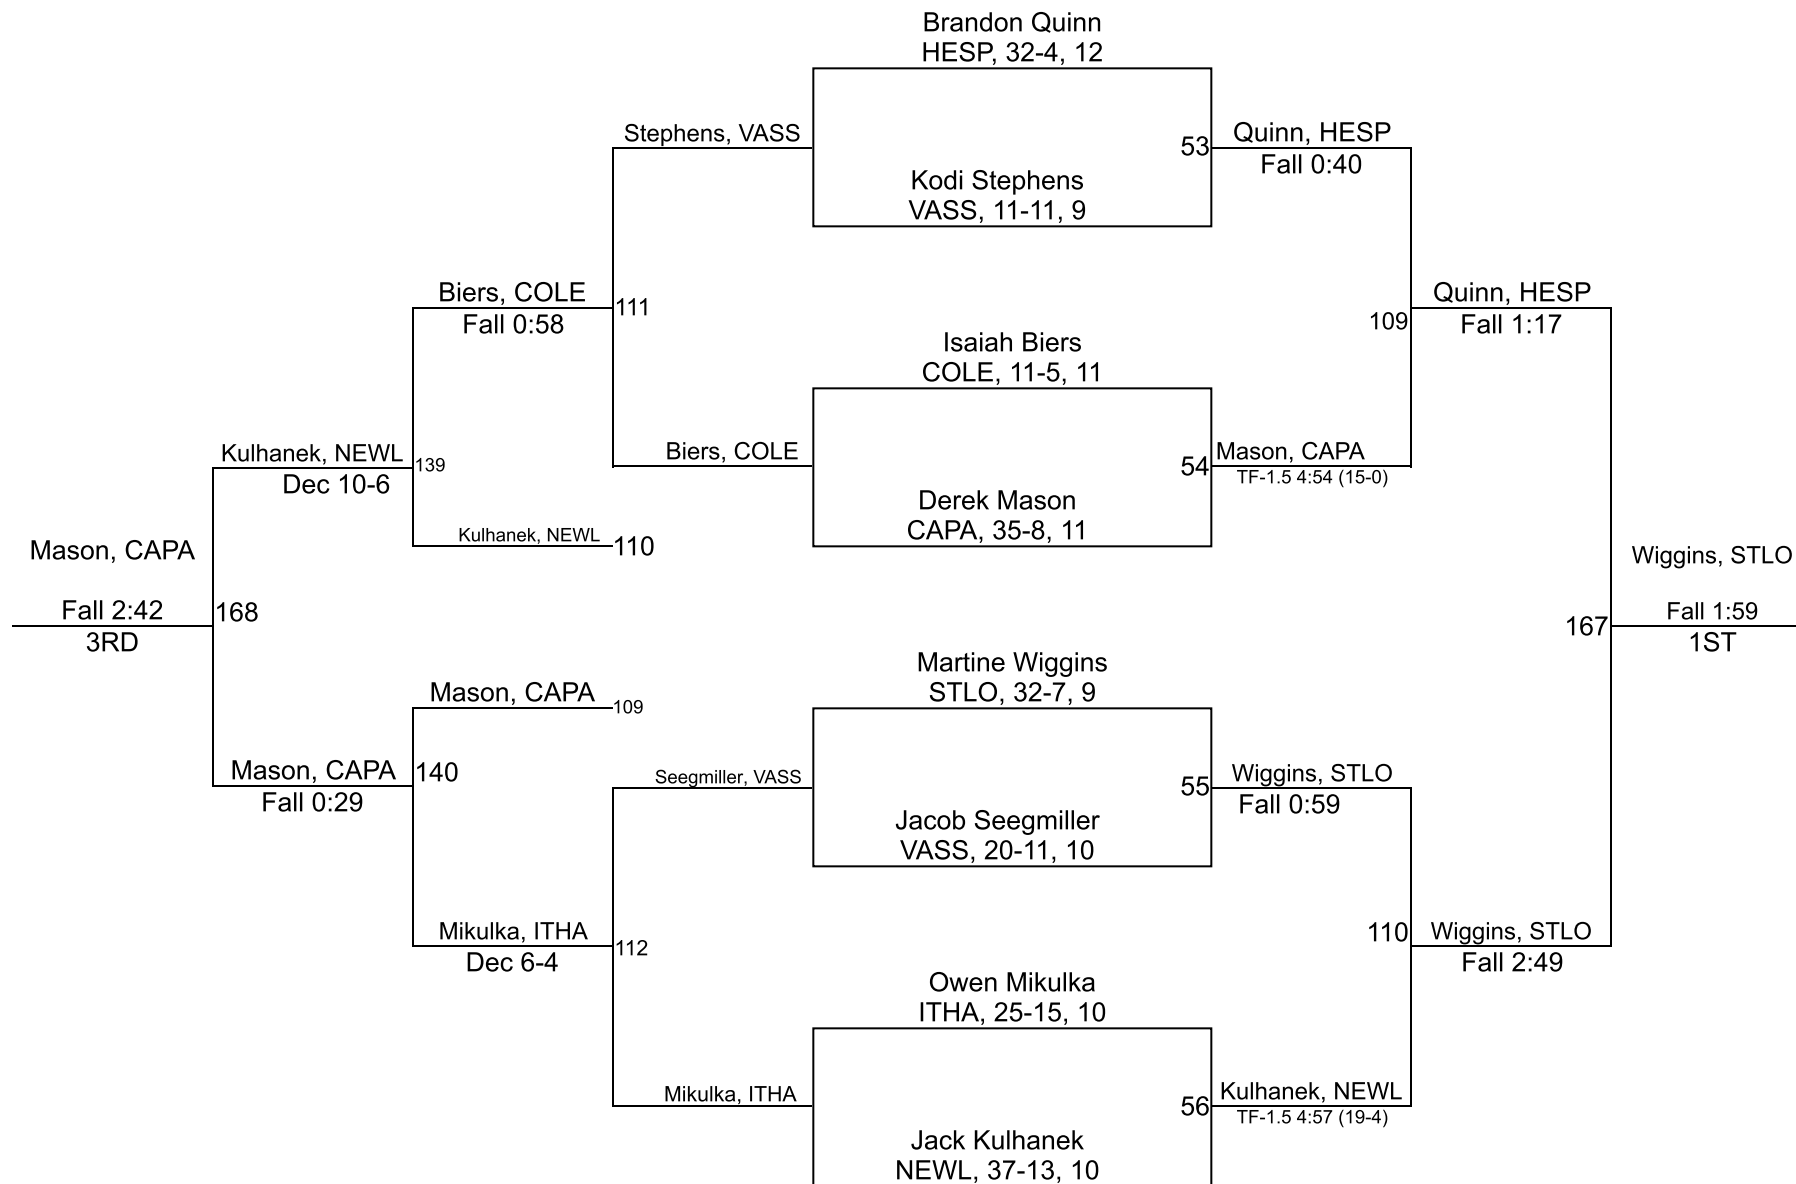 Brandon Quinn
HESP, 32-4, 12
Stephens, VASS
53
Quinn, HESP
Fall 0:40
Kodi Stephens
VASS, 11-11, 9
Biers, COLE
Fall 0:58
111
109
Quinn, HESP
Fall 1:17
Isaiah Biers
COLE, 11-5, 11
Kulhanek, NEWL
Dec 10-6
139
Biers, COLE
54
Mason, CAPA
TF-1.5 4:54 (15-0)
Derek Mason
CAPA, 35-8, 11
Kulhanek, NEWL
110
Mason, CAPA
Fall 2:42
3RD
168
167
Wiggins, STLO
Fall 1:59
1ST
Martine Wiggins
STLO, 32-7, 9
Mason, CAPA
109
Mason, CAPA
Fall 0:29
140
Seegmiller, VASS
55
Wiggins, STLO
Fall 0:59
Jacob Seegmiller
VASS, 20-11, 10
Mikulka, ITHA
Dec 6-4
112
110
Wiggins, STLO
Fall 2:49
Owen Mikulka
ITHA, 25-15, 10
Mikulka, ITHA
56
Kulhanek, NEWL
TF-1.5 4:57 (19-4)
Jack Kulhanek
NEWL, 37-13, 10